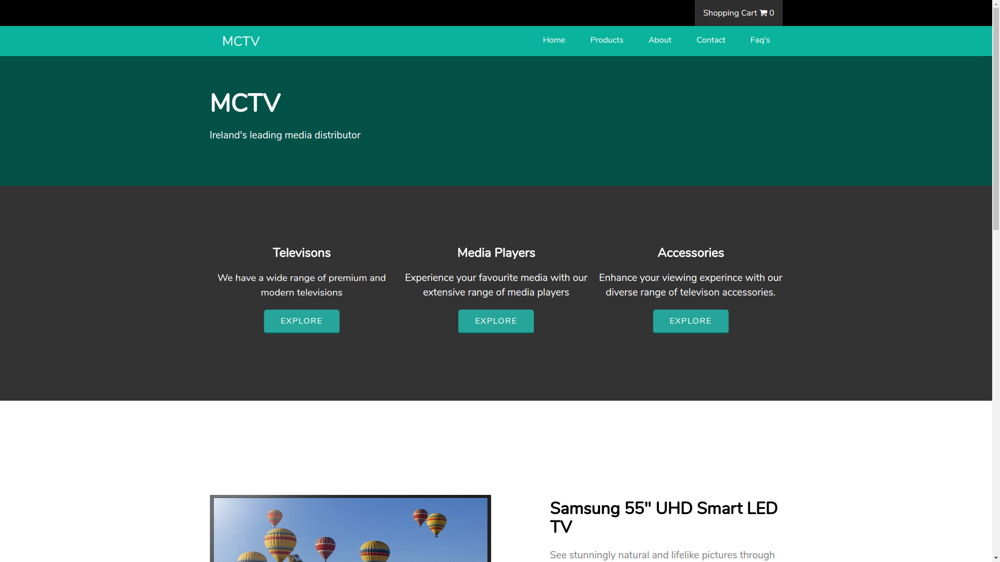 Shopping Cart 0
MCTV
Home
Products
About
Contact
Faq's
MCTV
Ireland's leading media distributor
Televisons
We have a wide range of premium and
modern televisions
EXPLORE
Media Players
Experience your favourite media with our
extensive range of media players
EXPLORE
Accessories
Enhance your viewing experince with our
diverse range of televison accessories.
EXPLORE
Samsung 55" UHD Smart LED
TV
See stunningly natural and lifelike pictures through